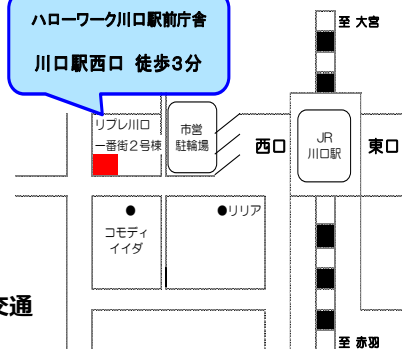 ハローワーク川口駅前庁舎
川口駅西口 徒歩3分
至 大宮
リプレ川口
一番街2号棟
市営
駐輪場
西口
JR
川口駅
東口
●リリア
コモディ
イイダ
交通
至 赤羽